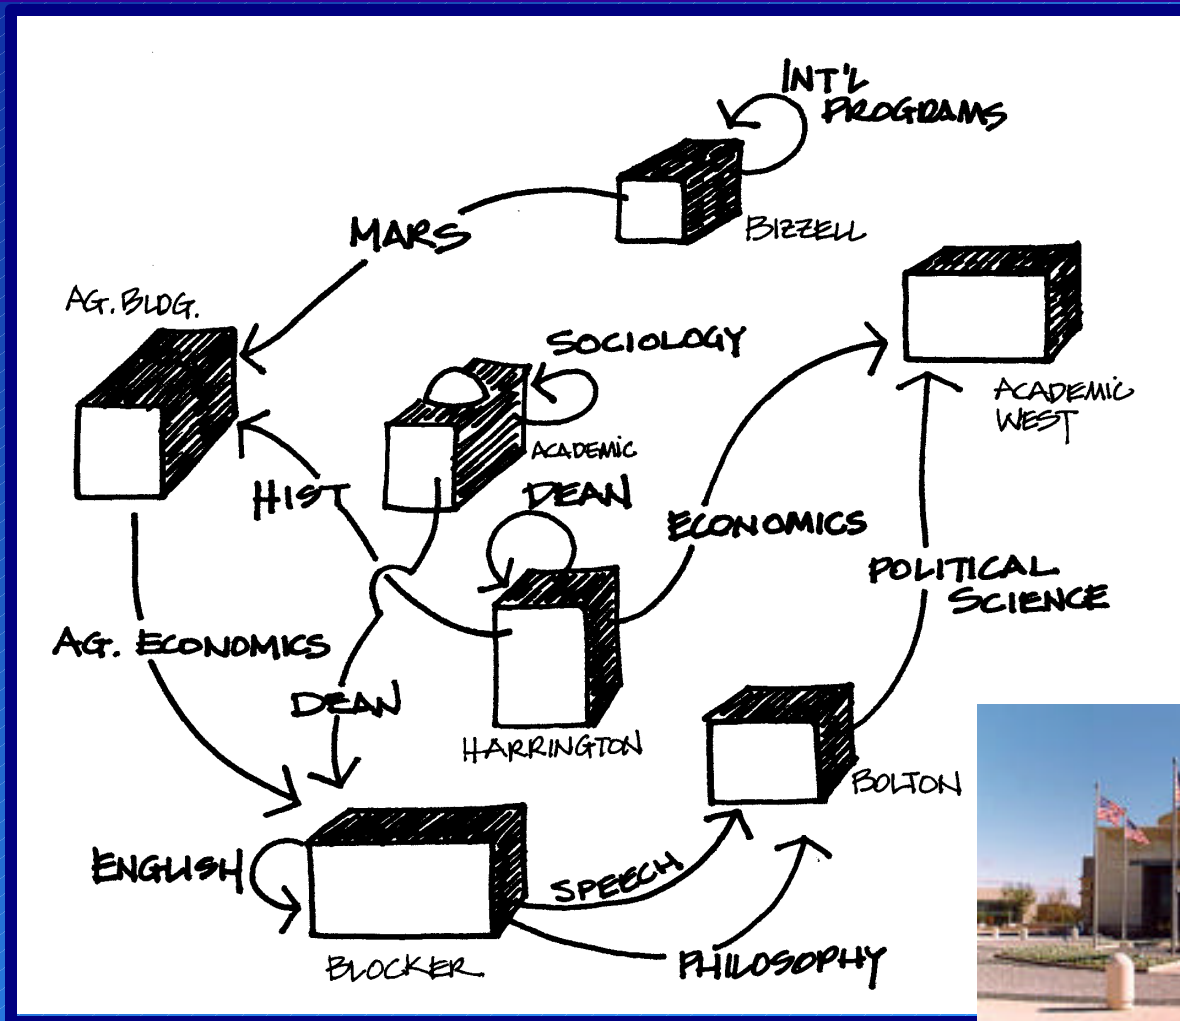 INT'L
PROGRAMS
MARS
BIZZELL
AG. BLDG.
SOCIOLOGY
ACADEMIC
WEST
ACADEMIC
HIST
DEAN
ECONOMICS
POLITICAL
SCIENCE
AG. ECONOMICS
DEAN
HARRINGTON
BOLTON
ENGLISH
SPEECH
PHILOSOPHY
BLOCKER